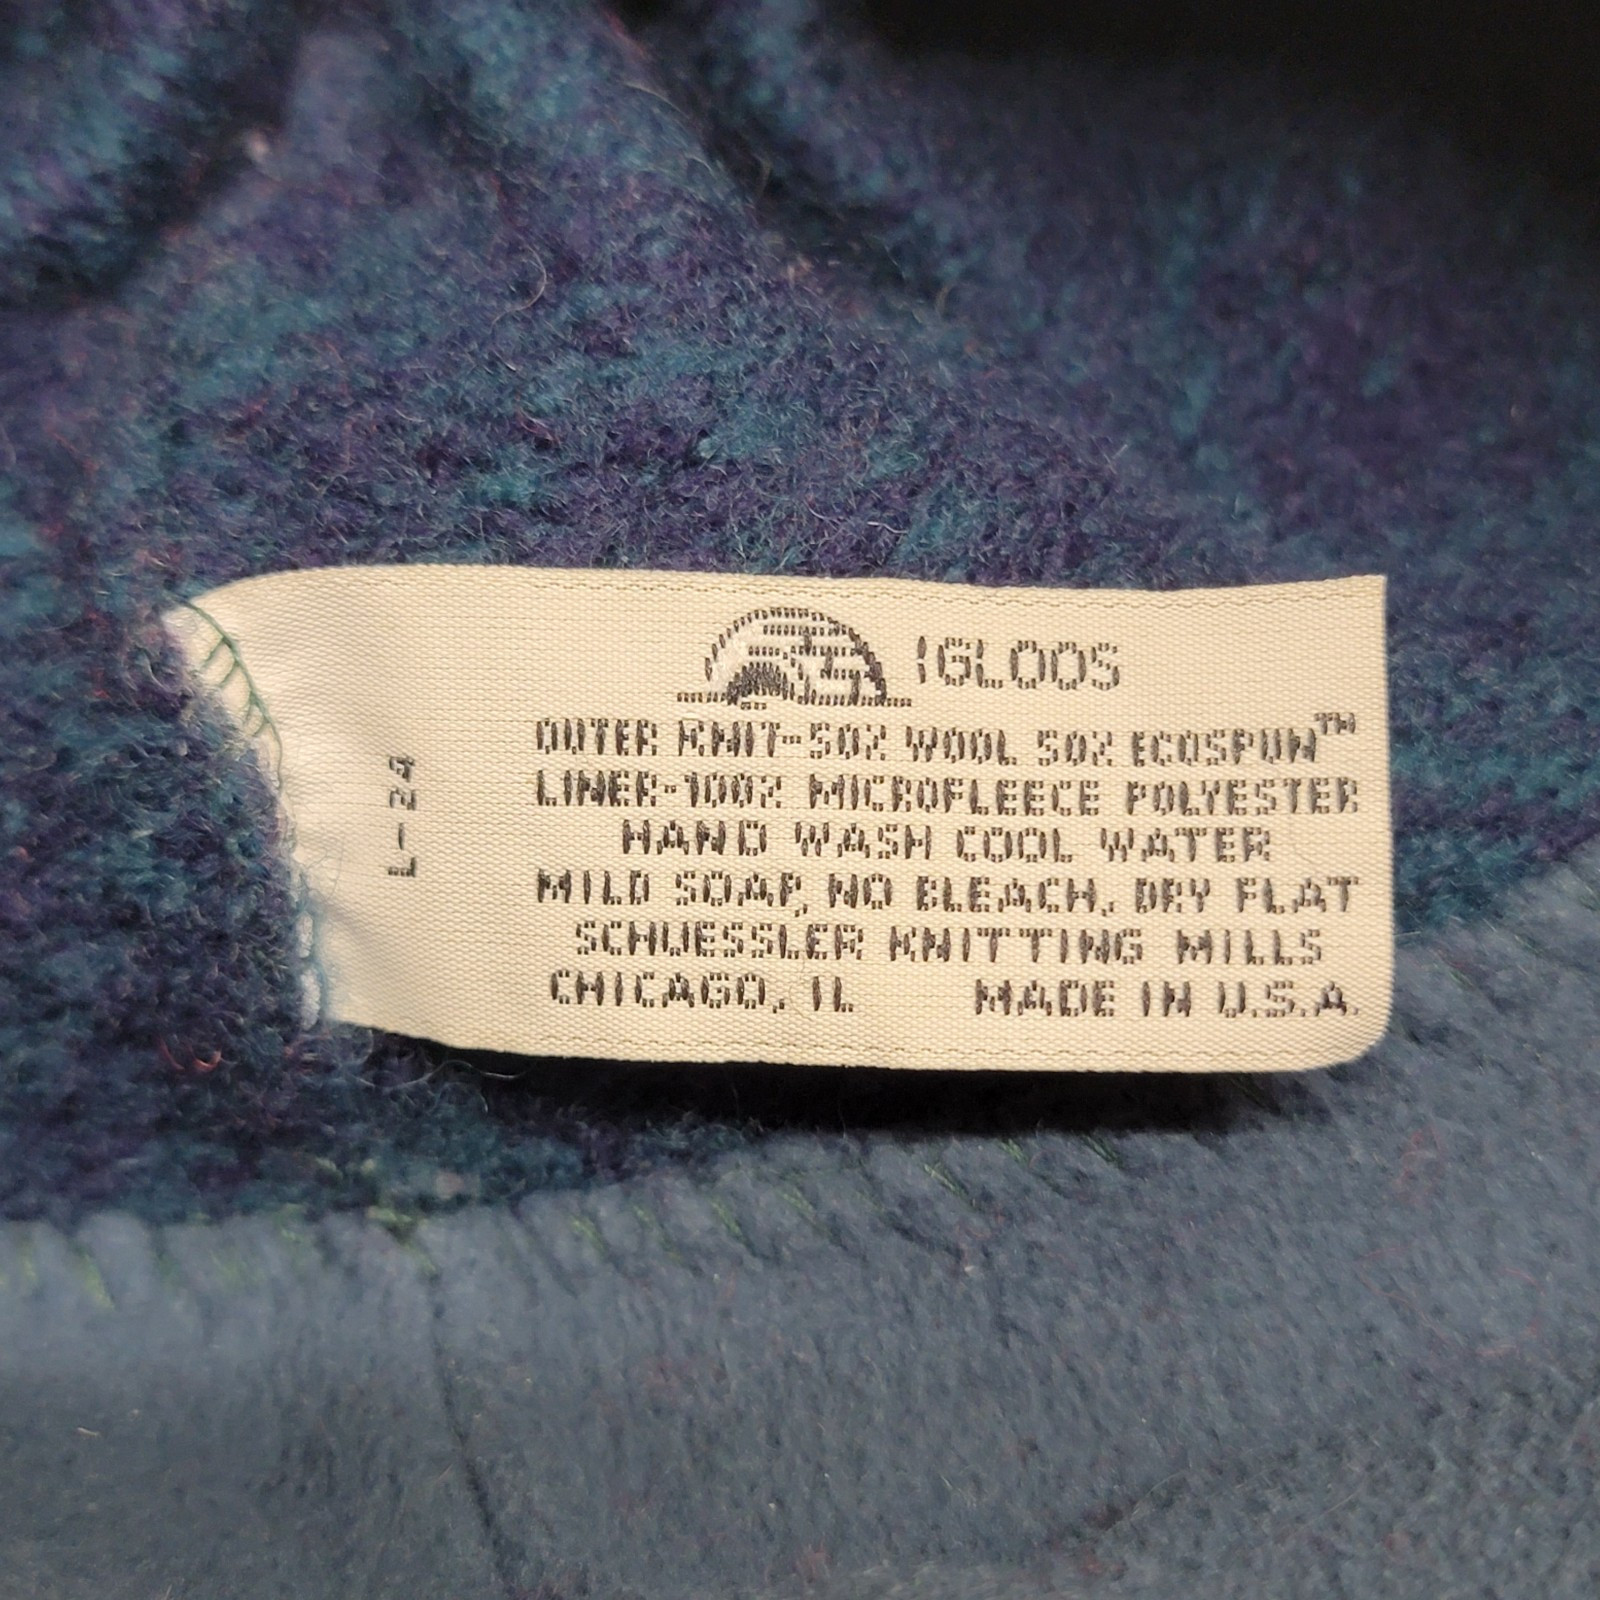 IGLOOS
OUTER KNIT-50% WOOL 50% ECOSPUN™
LINER-100% MICROFLEECE POLYESTER
HAND WASH COOL WATER
MILD SOAP, NO BLEACH, DRY FLAT
SCHUESSLER KNITTING MILLS
CHICAGO, IL MADE IN U.S.A.
L-24